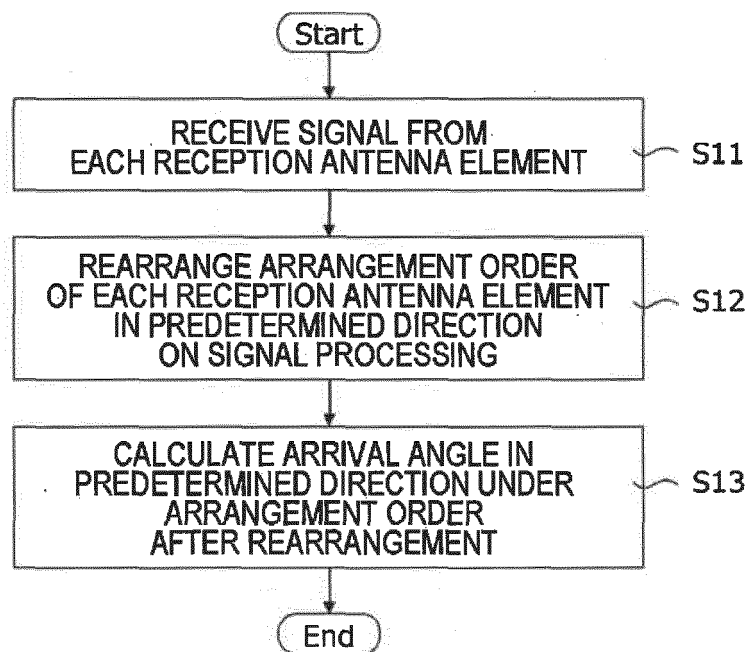 Start
RECEIVE SIGNAL FROM
EACH RECEPTION ANTENNA ELEMENT
S11
REARRANGE ARRANGEMENT ORDER
OF EACH RECEPTION ANTENNA ELEMENT
IN PREDETERMINED DIRECTION
ON SIGNAL PROCESSING
S12
CALCULATE ARRIVAL ANGLE IN
PREDETERMINED DIRECTION UNDER
ARRANGEMENT ORDER
AFTER REARRANGEMENT
S13
End